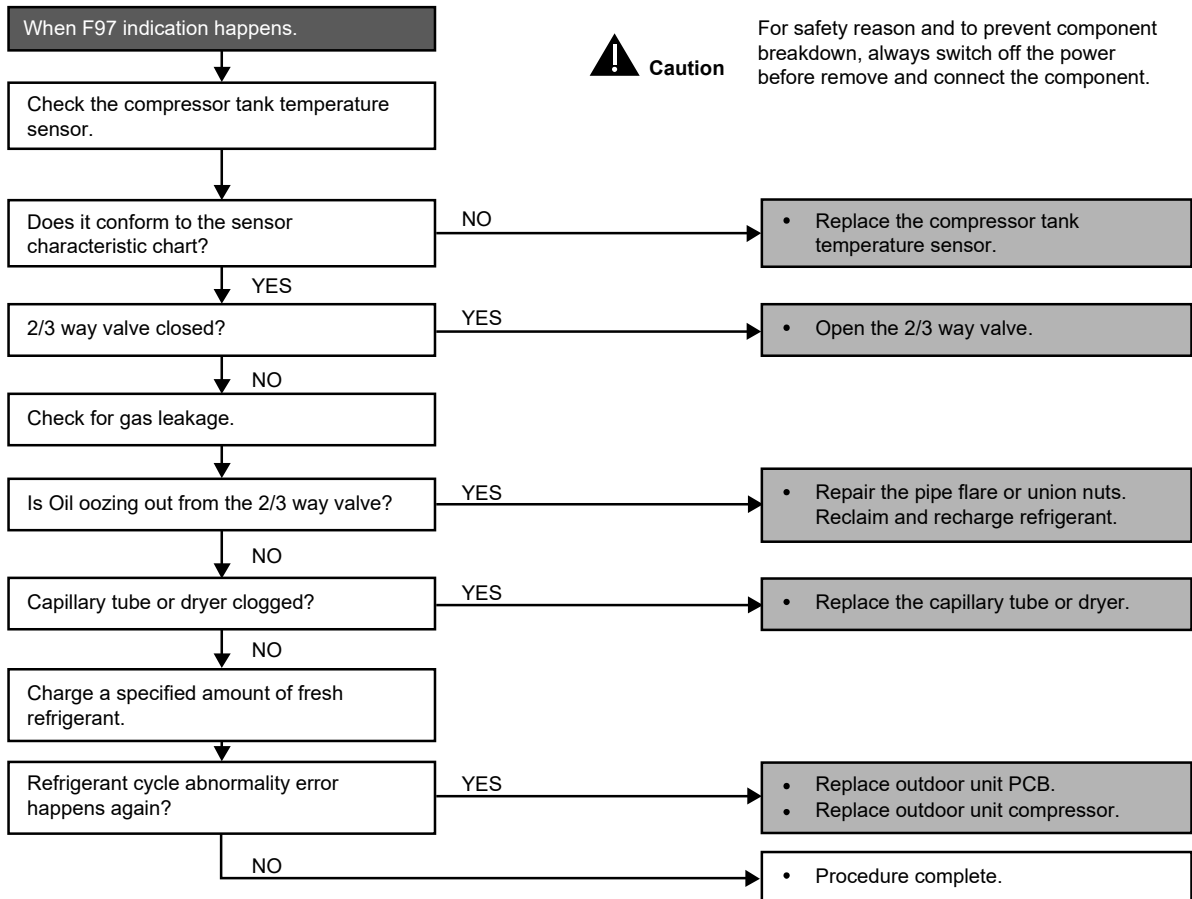 When F97 indication happens.
Caution
For safety reason and to prevent component
breakdown, always switch off the power
before remove and connect the component.
Check the compressor tank temperature
sensor.
Does it conform to the sensor
characteristic chart?
NO
• Replace the compressor tank
temperature sensor.
YES
2/3 way valve closed?
YES
• Open the 2/3 way valve.
NO
Check for gas leakage.
Is Oil oozing out from the 2/3 way valve?
YES
• Repair the pipe flare or union nuts.
Reclaim and recharge refrigerant.
NO
Capillary tube or dryer clogged?
YES
• Replace the capillary tube or dryer.
NO
Charge a specified amount of fresh
refrigerant.
Refrigerant cycle abnormality error
happens again?
YES
• Replace outdoor unit PCB.
• Replace outdoor unit compressor.
NO
• Procedure complete.